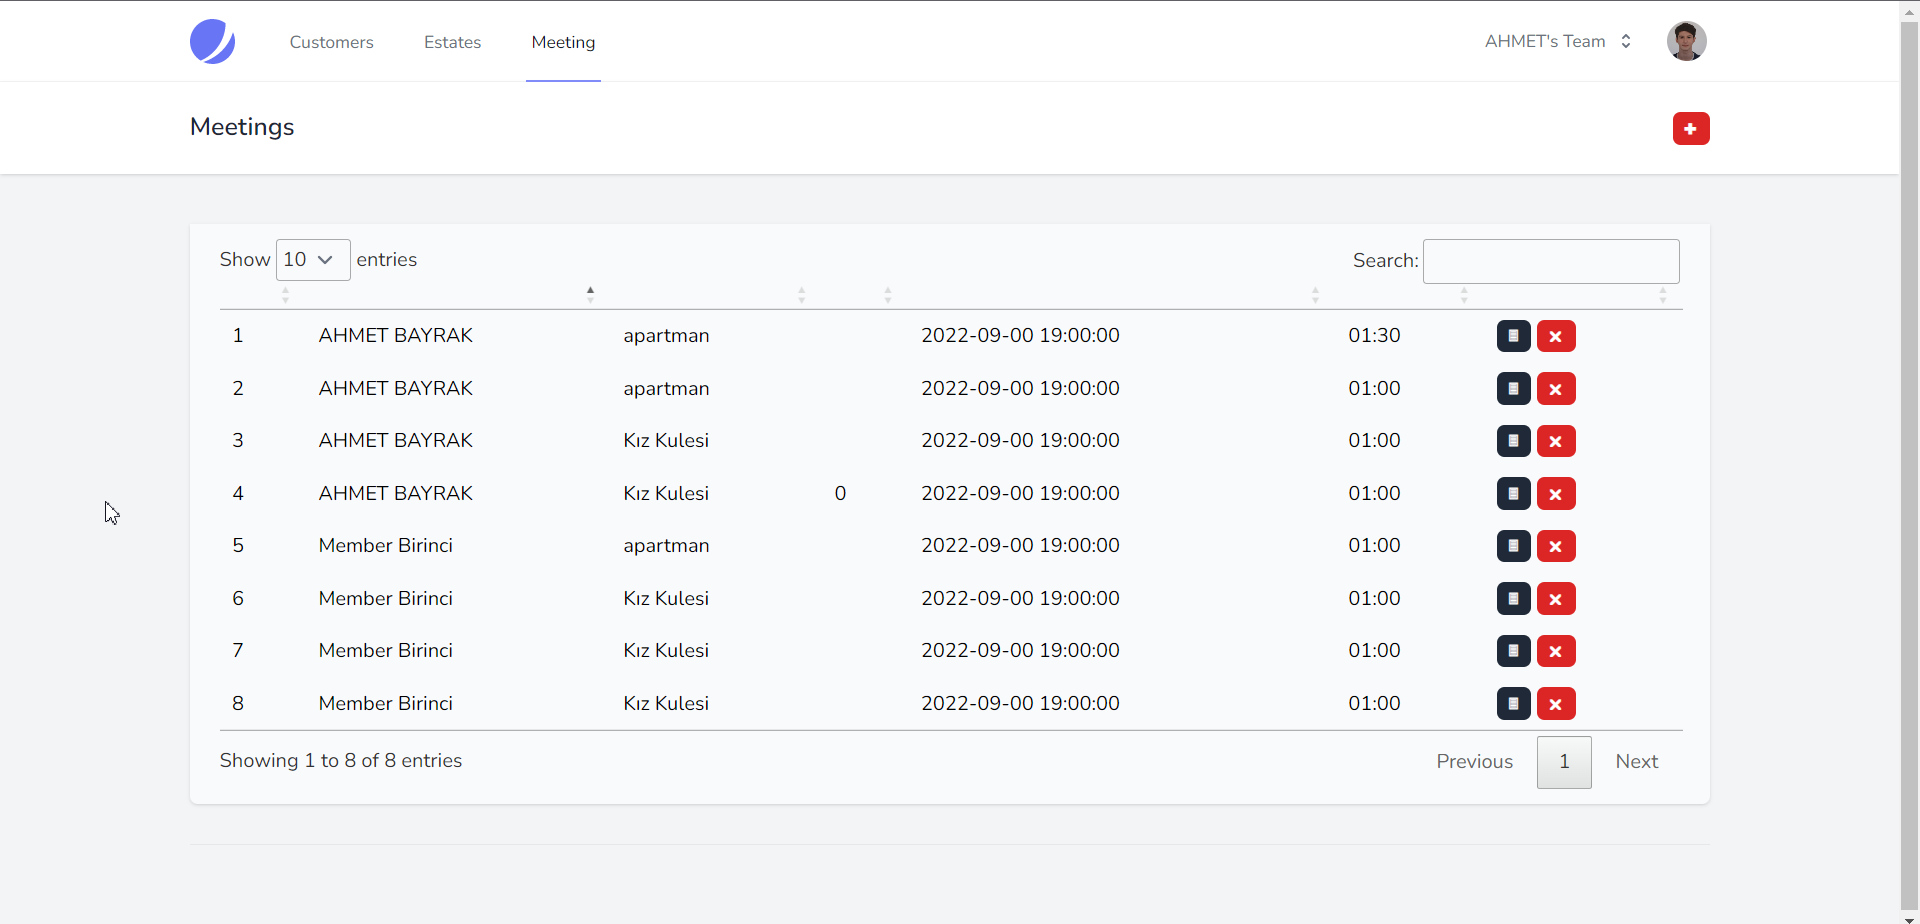 Customers Estates Meeting AHMET's Team
Meetings
Show 10 entries Search:
1 AHMET BAYRAK apartman 2022-09-00 19:00:00 01:30
2 AHMET BAYRAK apartman 2022-09-00 19:00:00 01:00
3 AHMET BAYRAK Kız Kulesi 2022-09-00 19:00:00 01:00
4 AHMET BAYRAK Kız Kulesi 0 2022-09-00 19:00:00 01:00
5 Member Birinci apartman 2022-09-00 19:00:00 01:00
6 Member Birinci Kız Kulesi 2022-09-00 19:00:00 01:00
7 Member Birinci Kız Kulesi 2022-09-00 19:00:00 01:00
8 Member Birinci Kız Kulesi 2022-09-00 19:00:00 01:00
Showing 1 to 8 of 8 entries Previous 1 Next